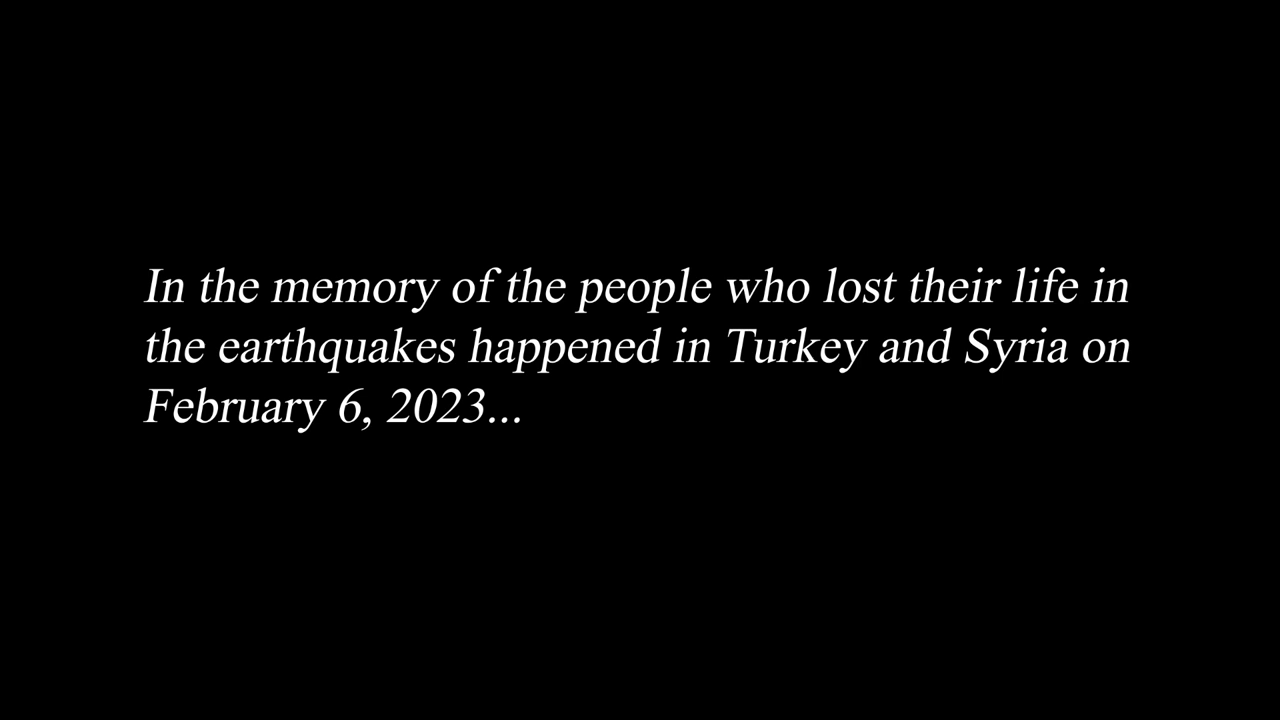 In the memory of the people who lost their life in
the earthquakes happened in Turkey and Syria on
February 6, 2023...